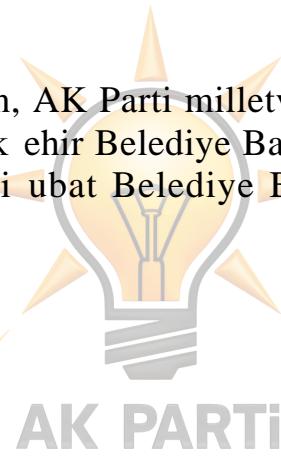 n, AK Parti milletv
k ehir Belediye Ba
i ubat Belediye B
AK PARTİ